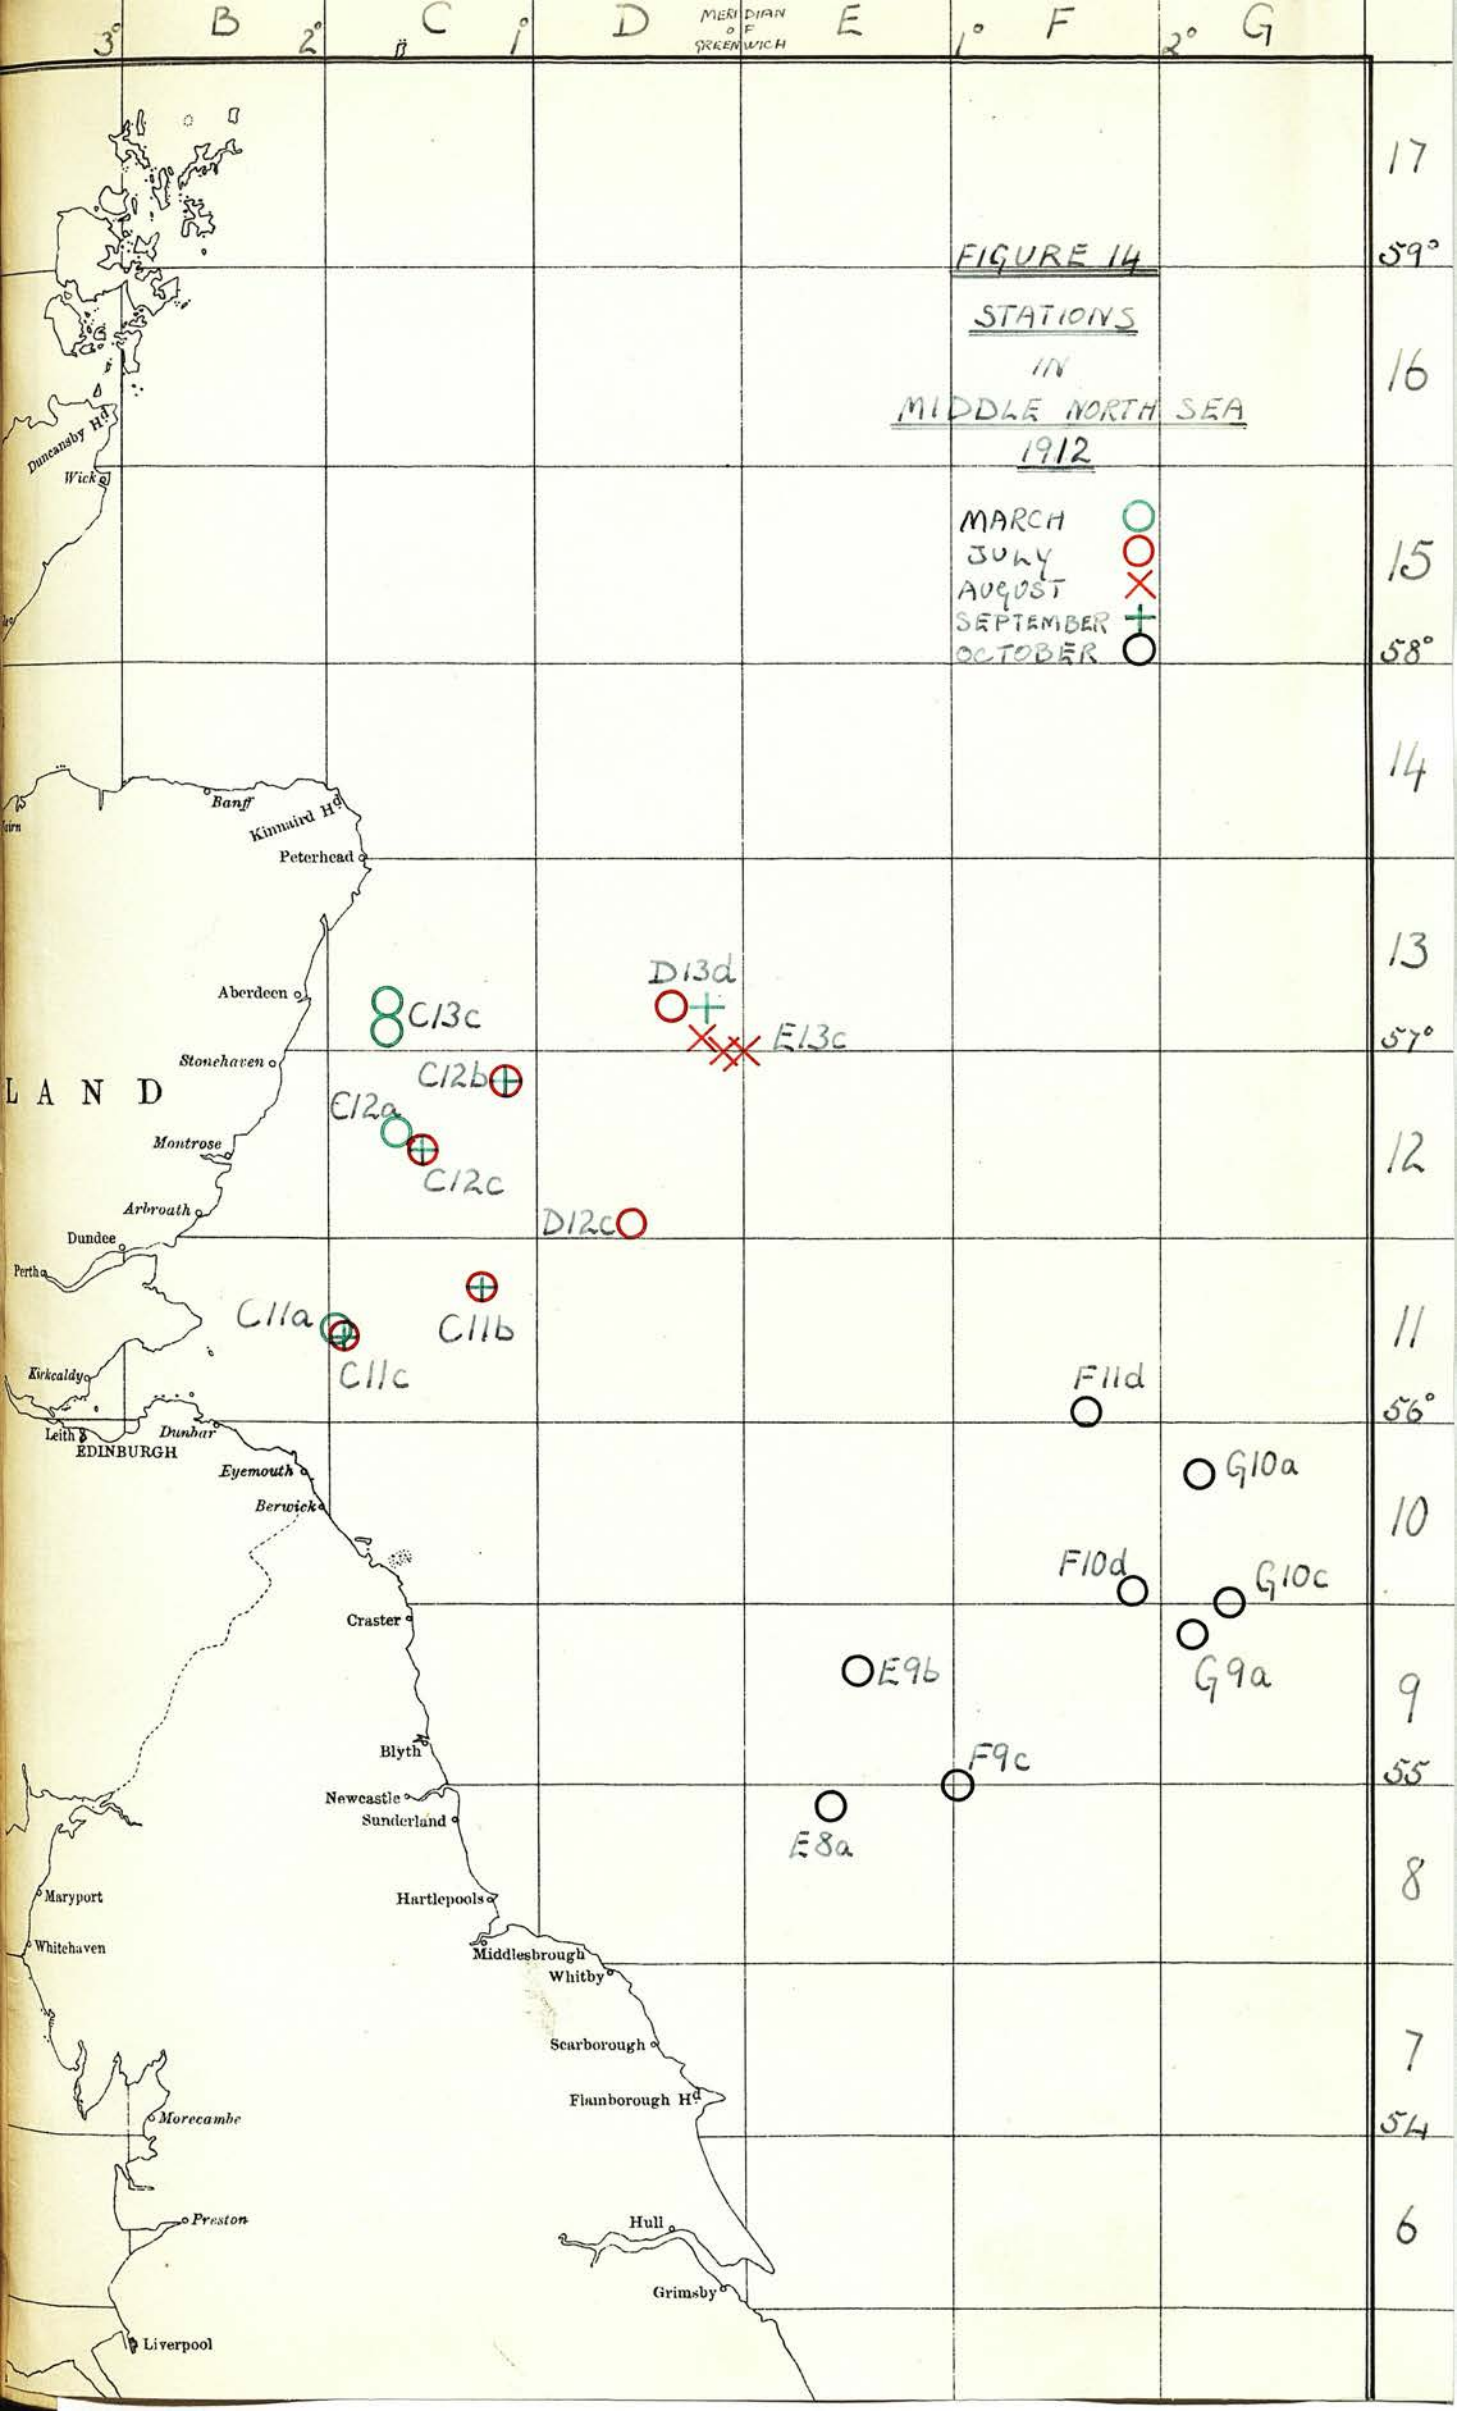 3° B 2° C 1° D MERIDIAN E 1° F 2° G
OF
GREENWICH
17
FIGURE 14
59°
STATIONS
IN
16
MIDDLE NORTH SEA
1912
Duncansby Hd
Wick
MARCH
JULY
15
AUGUST
SEPTEMBER
OCTOBER
58°
14
Banff
Kinnaird Hd
Peterhead
13
D13d
Aberdeen
C13c
E13c
57°
Stonehaven
C12b
LAND
C12a
Montrose
12
C12c
Arbroath
D12c
Dundee
Perth
C11a
C11b
11
Kirkcaldy
C11c
F11d
56°
Leith
Dunbar
EDINBURGH
Eyemouth
G10a
Berwick
10
F10d
G10c
Craster
E9b
G9a
9
Blyth
F9c
55
Newcastle
Sunderland
E8a
8
Maryport
Hartlepools
Whitehaven
Middlesbrough
Whitby
Scarborough
7
Flamborough Hd
Morecambe
54
Preston
Hull
6
Grimsby
Liverpool